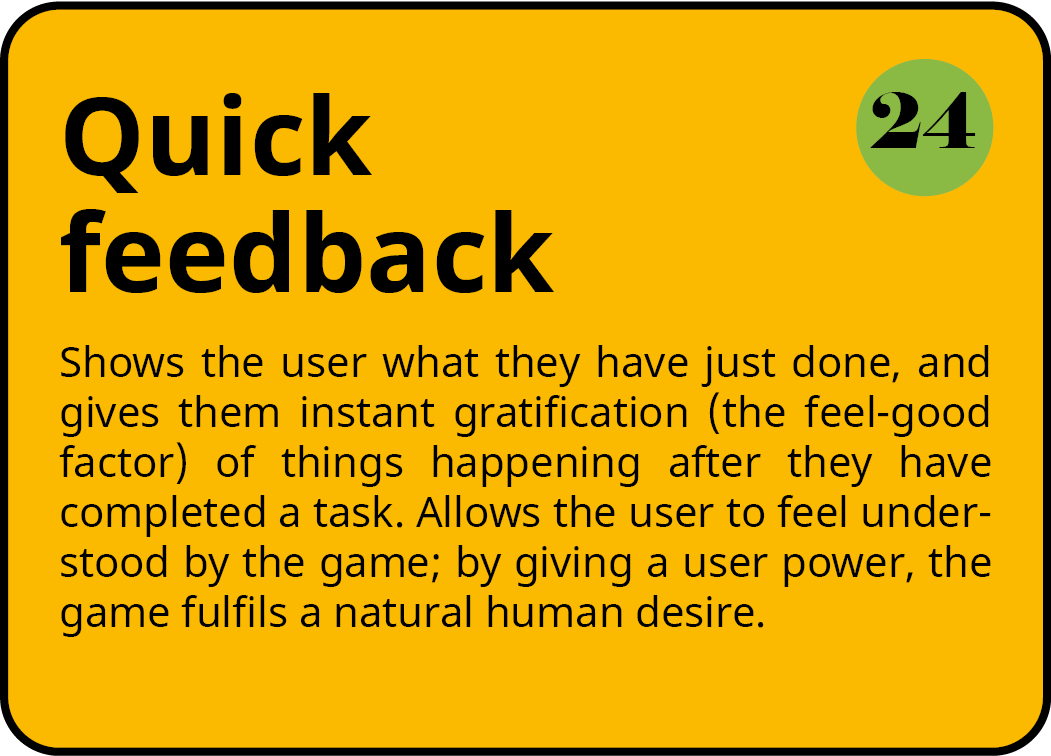 Quick
feedback
24
Shows the user what they have just done, and
gives them instant gratification (the feel-good
factor) of things happening after they have
completed a task. Allows the user to feel under-
stood by the game; by giving a user power, the
game fulfils a natural human desire.